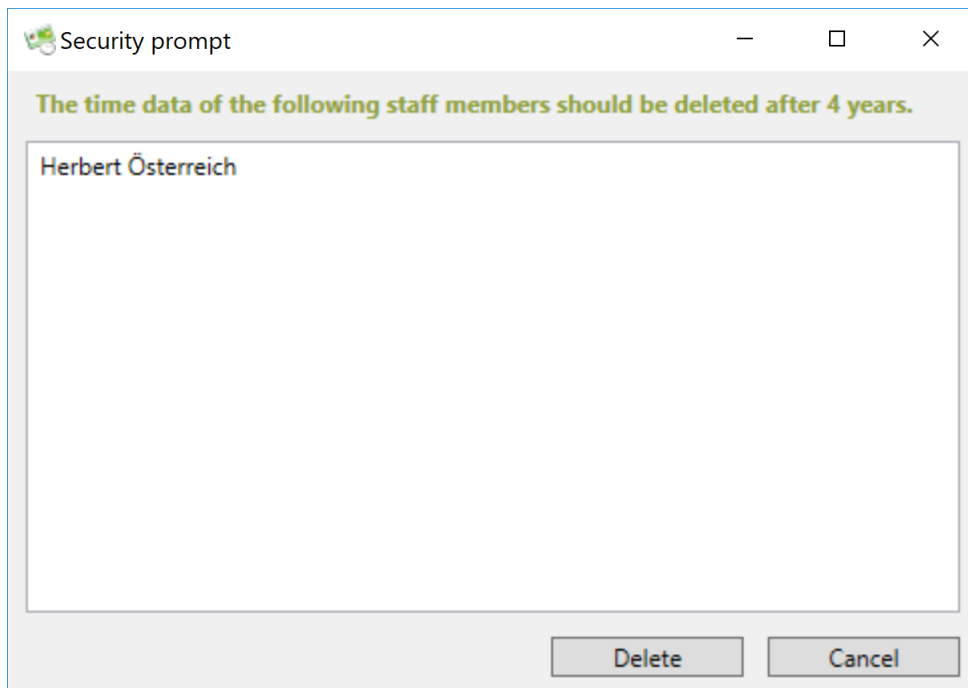 Security prompt
The time data of the following staff members should be deleted after 4 years.
Herbert Österreich
Delete Cancel